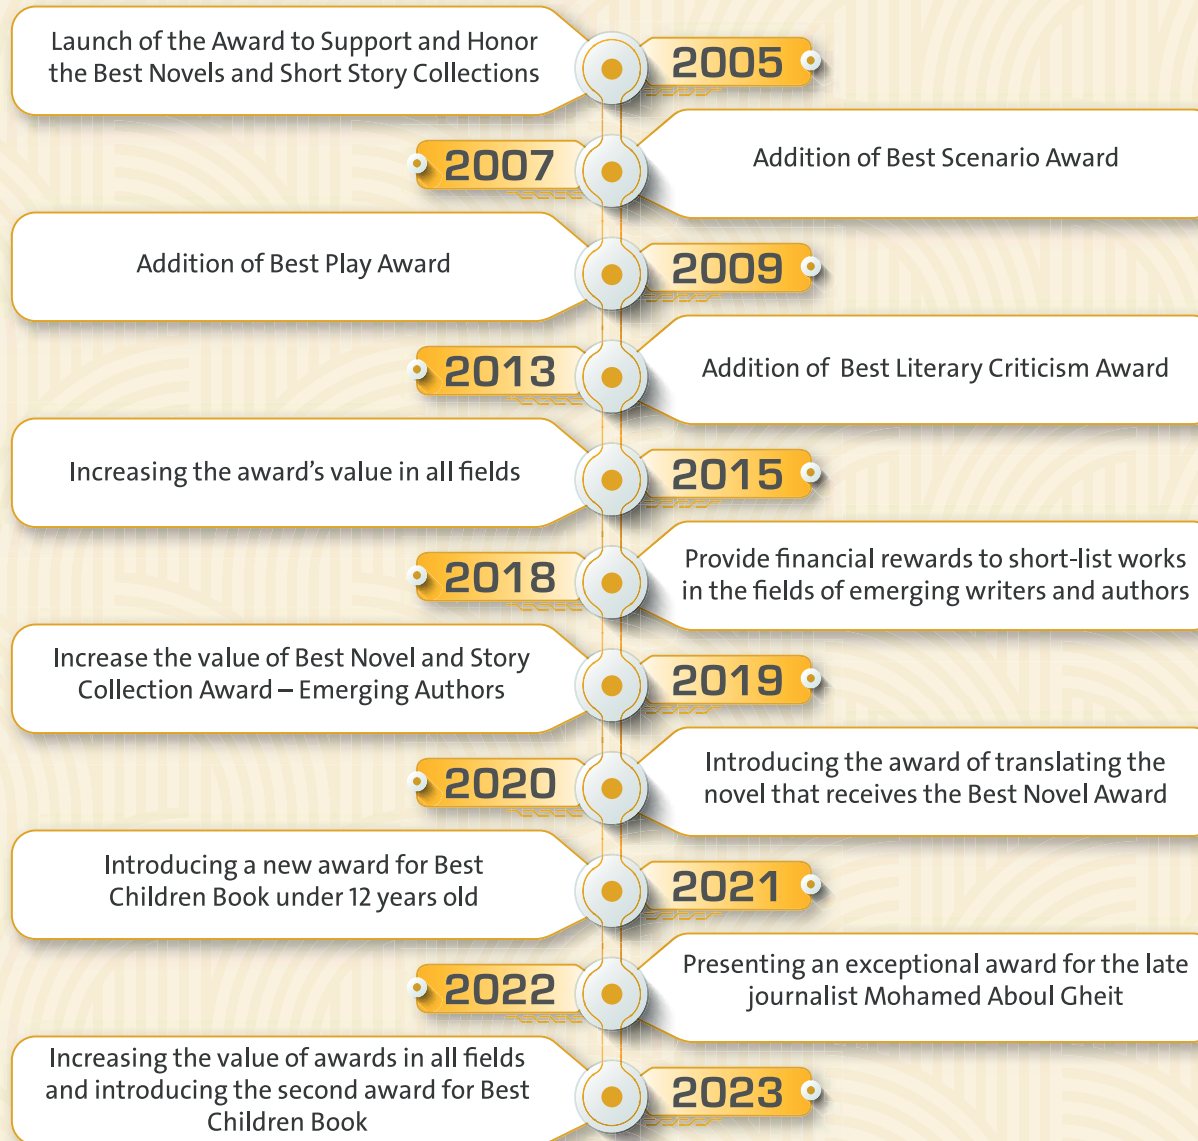 Launch of the Award to Support and Honor
the Best Novels and Short Story Collections
2005
2007
Addition of Best Scenario Award
Addition of Best Play Award
2009
2013
Addition of Best Literary Criticism Award
Increasing the award’s value in all fields
2015
2018
Provide financial rewards to short-list works
in the fields of emerging writers and authors
Increase the value of Best Novel and Story
Collection Award – Emerging Authors
2019
2020
Introducing the award of translating the
novel that receives the Best Novel Award
Introducing a new award for Best
Children Book under 12 years old
2021
2022
Presenting an exceptional award for the late
journalist Mohamed Aboul Gheit
Increasing the value of awards in all fields
and introducing the second award for Best
Children Book
2023